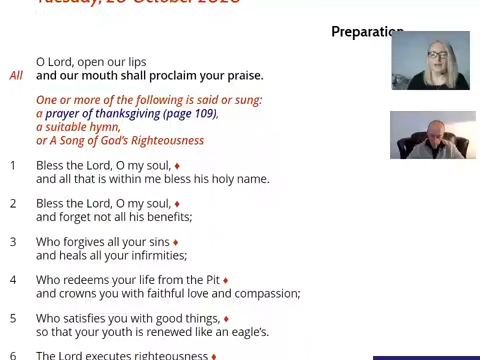 Tuesday, 20 October 2020
Preparation
O Lord, open our lips
All and our mouth shall proclaim your praise.
One or more of the following is said or sung:
a prayer of thanksgiving (page 109),
a suitable hymn,
or A Song of God's Righteousness
1 Bless the Lord, O my soul, ♦
and all that is within me bless his holy name.
2 Bless the Lord, O my soul, ♦
and forget not all his benefits;
3 Who forgives all your sins ♦
and heals all your infirmities;
4 Who redeems your life from the Pit ♦
and crowns you with faithful love and compassion;
5 Who satisfies you with good things, ♦
so that your youth is renewed like an eagle's.
6 The Lord executes righteousness ♦